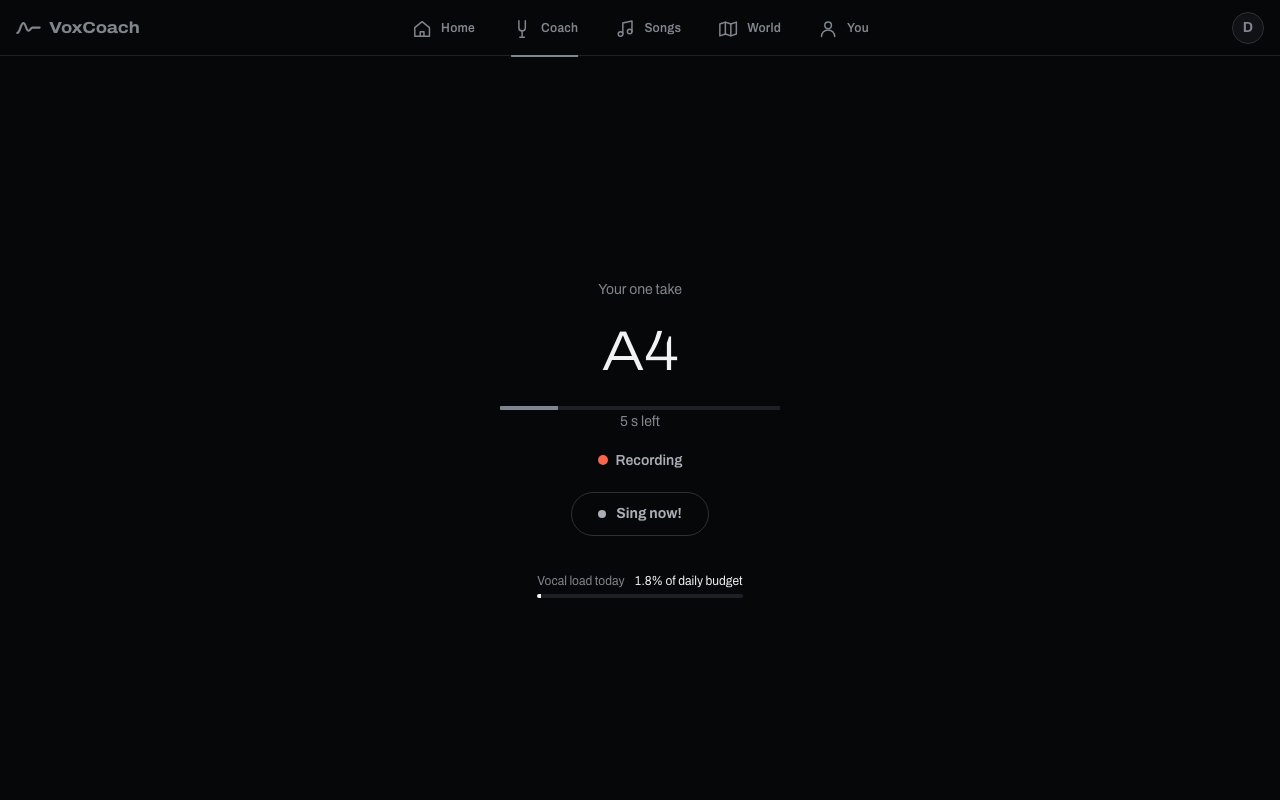 VoxCoach
Home
Coach
Songs
World
You
D
Your one take
A4
5 s left
Recording
Sing now!
Vocal load today 1.8% of daily budget